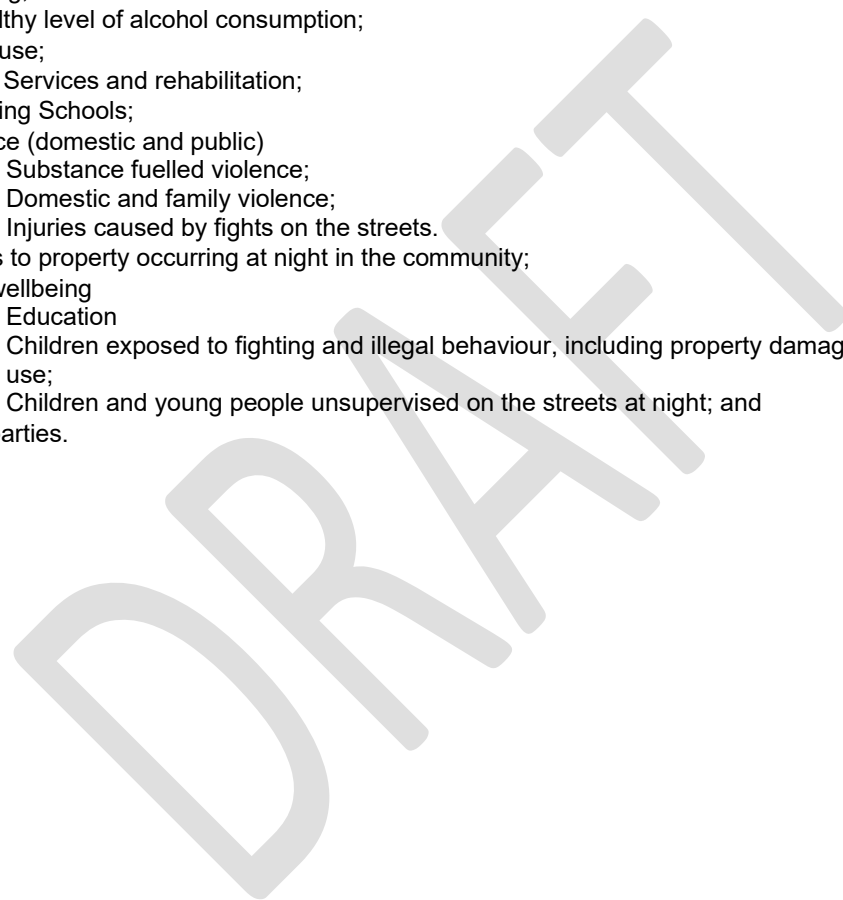 lthy level of alcohol consumption;
use;
Services and rehabilitation;
ing Schools;
ce (domestic and public)
Substance fuelled violence;
Domestic and family violence;
Injuries caused by fights on the streets.
s to property occurring at night in the community;
wellbeing
Education
Children exposed to fighting and illegal behaviour, including property damag
use;
Children and young people unsupervised on the streets at night; and
arties.
DRAFT